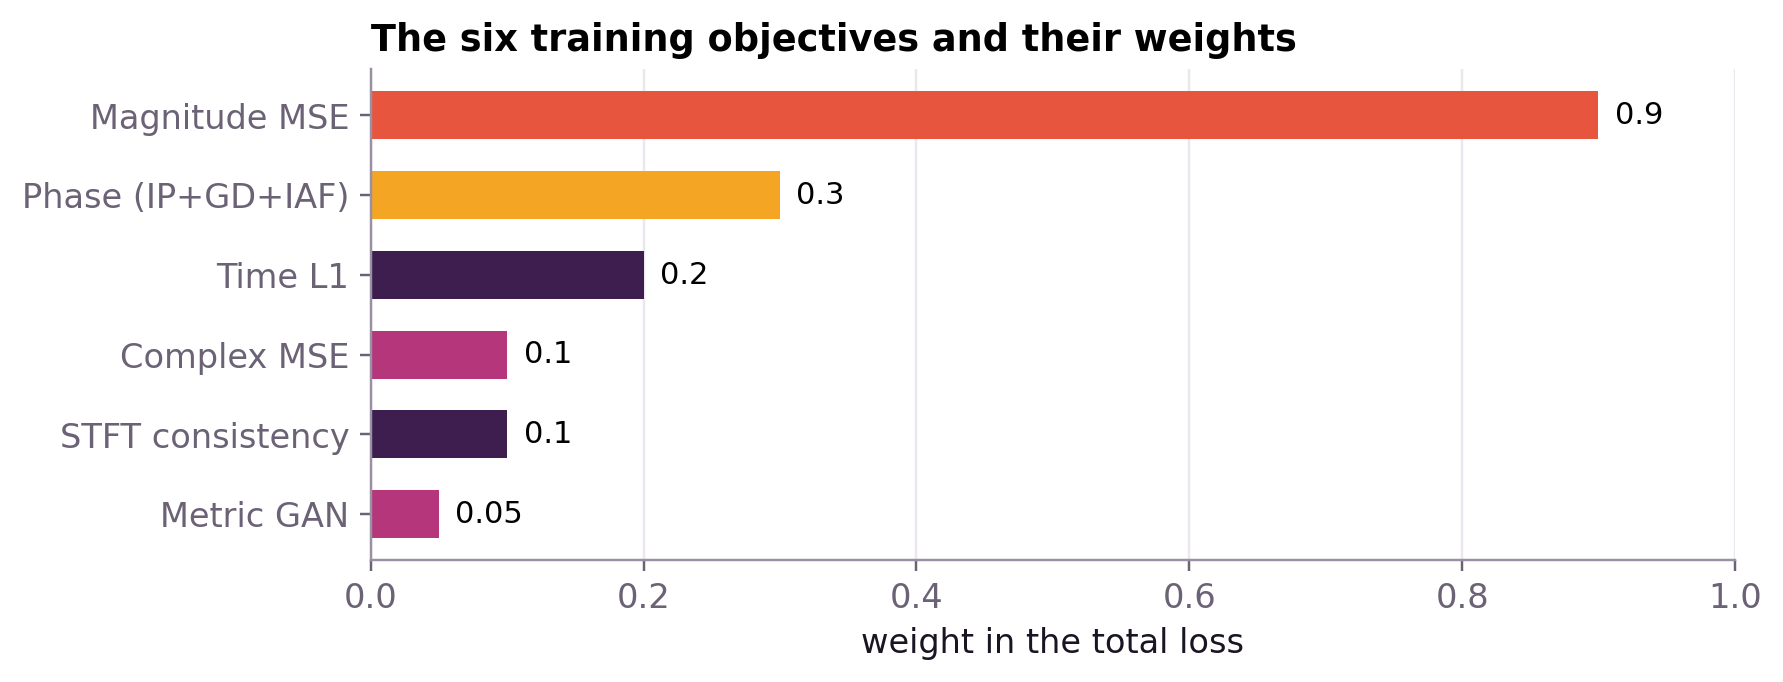 The six training objectives and their weights
Magnitude MSE 0.9
Phase (IP+GD+IAF) 0.3
Time L1 0.2
Complex MSE 0.1
STFT consistency 0.1
Metric GAN 0.05
0.0 0.2 0.4 0.6 0.8 1.0
weight in the total loss